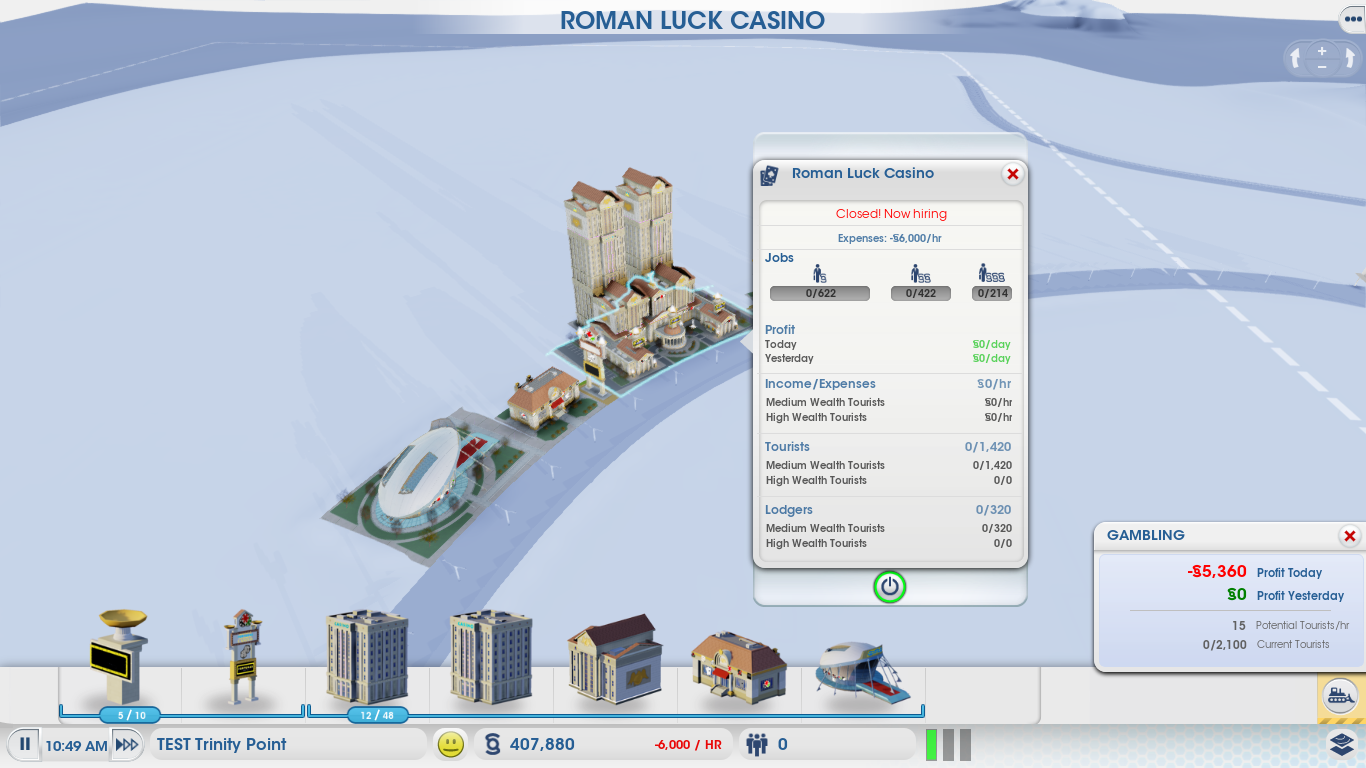 ROMAN LUCK CASINO
Roman Luck Casino
Closed! Now hiring
Expenses: -§6,000/hr
Jobs
§ §§ §§§
0/622 0/422 0/214
Profit
Today §0/day
Yesterday §0/day
Income/Expenses §0/hr
Medium Wealth Tourists §0/hr
High Wealth Tourists §0/hr
Tourists 0/1,420
Medium Wealth Tourists 0/1,420
High Wealth Tourists 0/0
Lodgers 0/320
Medium Wealth Tourists 0/320
High Wealth Tourists 0/0
GAMBLING
-§5,360 Profit Today
§0 Profit Yesterday
15 Potential Tourists/hr
0/2,100 Current Tourists
5 / 10 12 / 48
10:49 AM TEST Trinity Point § 407,880 -6,000 / HR 0